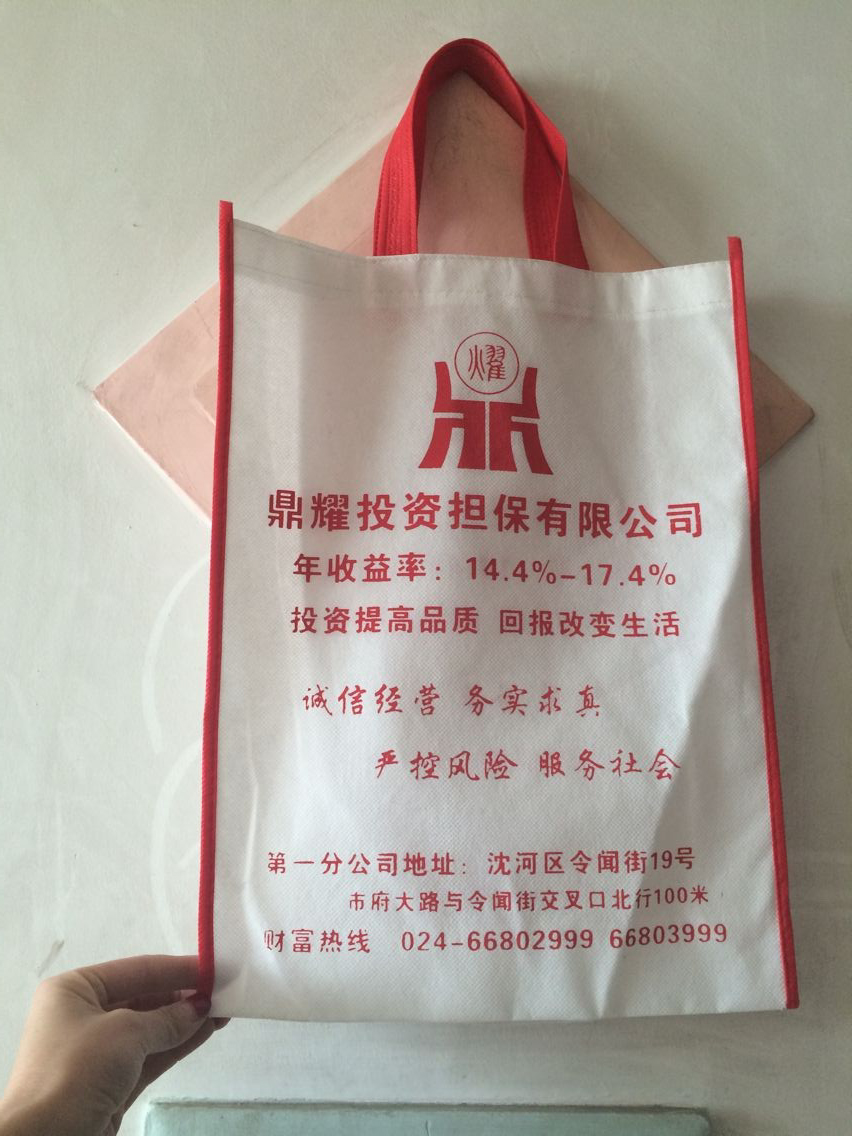 耀
鼎耀投资担保有限公司
年收益率：14.4%-17.4%
投资提高品质 回报改变生活
诚信经营 务实求真
严控风险 服务社会
第一分公司地址：沈河区令闻街19号
市府大路与令闻街交叉口北行100米
财富热线 024-66802999 66803999